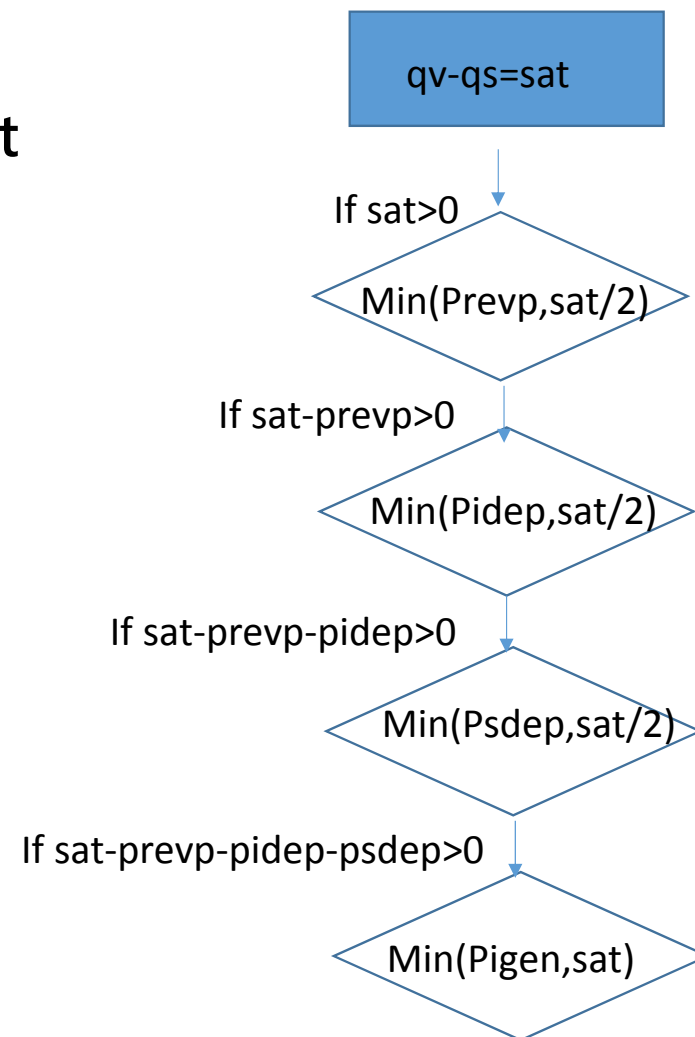 qv-qs=sat
t
If sat>0
Min(Prevp,sat/2)
If sat-prevp>0
Min(Pidep,sat/2)
If sat-prevp-pidep>0
Min(Psdep,sat/2)
If sat-prevp-pidep-psdep>0
Min(Pigen,sat)